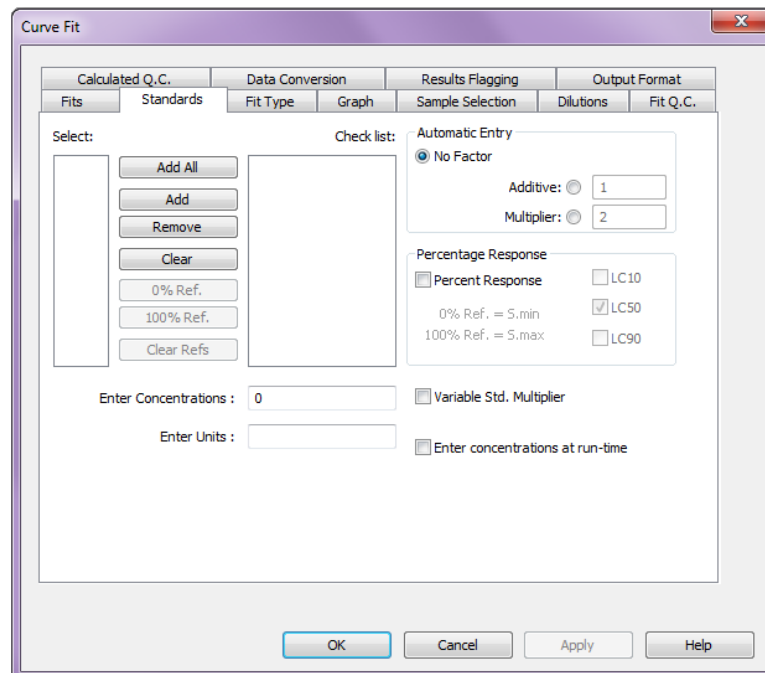 Curve Fit
x
Calculated Q.C. Data Conversion Results Flagging Output Format
Fits Standards Fit Type Graph Sample Selection Dilutions Fit Q.C.
Select: Check list:
Add All
Add
Remove
Clear
0% Ref.
100% Ref.
Clear Refs
Automatic Entry
No Factor
Additive: 1
Multiplier: 2
Percentage Response
Percent Response LC10
0% Ref. = S.min LC50
100% Ref. = S.max LC90
Enter Concentrations : 0 Variable Std. Multiplier
Enter Units : Enter concentrations at run-time
OK Cancel Apply Help